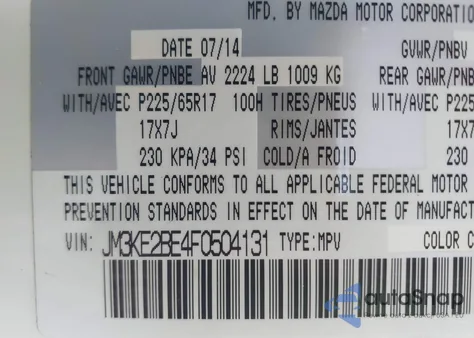 MFD. BY MAZDA MOTOR CORPORATIO
DATE 07/14 GVWR/PNBV
FRONT GAWR/PNBE AV 2224 LB 1009 KG REAR GAWR/PNB
WITH/AVEC P225/65R17 100H TIRES/PNEUS WITH/AVEC P225
17X7J RIMS/JANTES 17X7
230 KPA/34 PSI COLD/A FROID 230
THIS VEHICLE CONFORMS TO ALL APPLICABLE FEDERAL MOTOR
PREVENTION STANDARDS IN EFFECT ON THE DATE OF MANUFACT
VIN: JM3KE2BE4F0504131 TYPE:MPV COLOR C
autoSnap